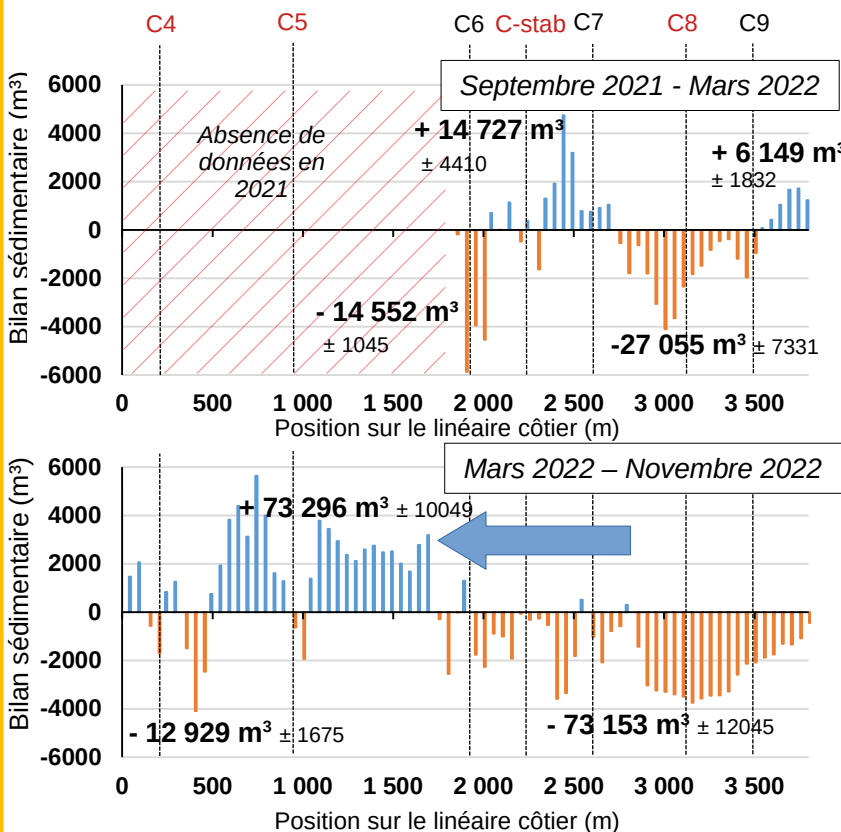 C4 C5 C6 C-stab C7 C8 C9
Septembre 2021 - Mars 2022
Bilan sédimentaire (m³)
6000
4000
2000
0
-2000
-4000
-6000
Absence de
données en
2021
+ 14 727 m³
± 4410
+ 6 149 m³
± 1832
- 14 552 m³
± 1045
-27 055 m³ ± 7331
0 500 1 000 1 500 2 000 2 500 3 000 3 500
Position sur le linéaire côtier (m)
Mars 2022 – Novembre 2022
Bilan sédimentaire (m³)
6000
4000
2000
0
-2000
-4000
-6000
+ 73 296 m³ ± 10049
- 12 929 m³ ± 1675
- 73 153 m³ ± 12045
0 500 1 000 1 500 2 000 2 500 3 000 3 500
Position sur le linéaire côtier (m)